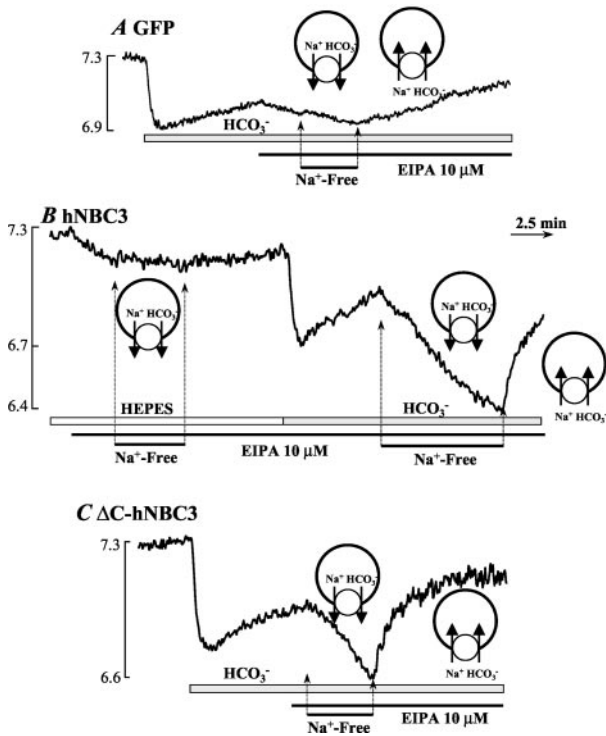 A GFP
7.3
6.9
Na⁺ HCO₃⁻
Na⁺ HCO₃⁻
HCO₃⁻
EIPA 10 μM
Na⁺-Free
B hNBC3
2.5 min
7.3
6.7
6.4
Na⁺ HCO₃⁻
Na⁺ HCO₃⁻
Na⁺ HCO₃⁻
HEPES
HCO₃⁻
EIPA 10 μM
Na⁺-Free
Na⁺-Free
C ΔC-hNBC3
7.3
6.6
Na⁺ HCO₃⁻
Na⁺ HCO₃⁻
HCO₃⁻
EIPA 10 μM
Na⁺-Free